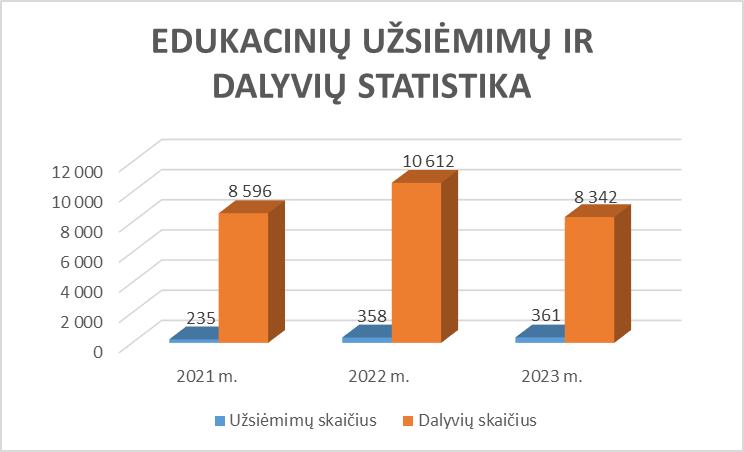 EDUKACINIŲ UŽSIĖMIMŲ IR
DALYVIŲ STATISTIKA
12 000
10 000
8 000
6 000
4 000
2 000
0
235
8 596
358
10 612
361
8 342
2021 m.
2022 m.
2023 m.
Užsiėmimų skaičius
Dalyvių skaičius